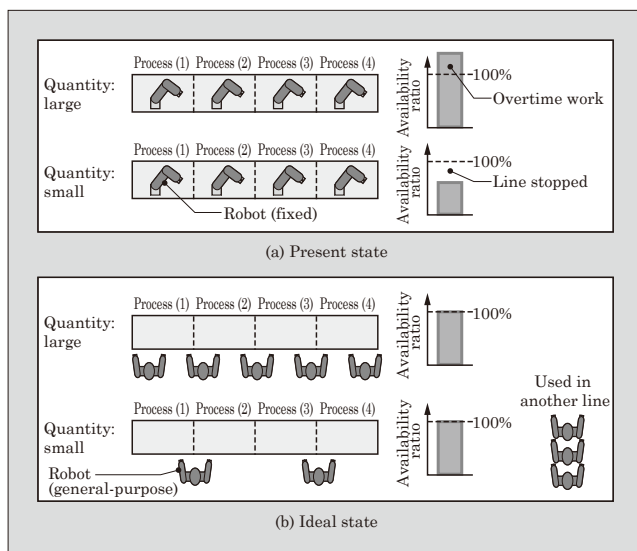 Process (1) Process (2) Process (3) Process (4)
Quantity:
large
Availability
ratio
100%
Overtime work
Process (1) Process (2) Process (3) Process (4)
Quantity:
small
Robot (fixed)
Availability
ratio
100%
Line stopped
(a) Present state
Process (1) Process (2) Process (3) Process (4)
Quantity:
large
Availability
ratio
100%
Process (1) Process (2) Process (3) Process (4)
Quantity:
small
Robot
(general-purpose)
Availability
ratio
100%
Used in
another line
(b) Ideal state